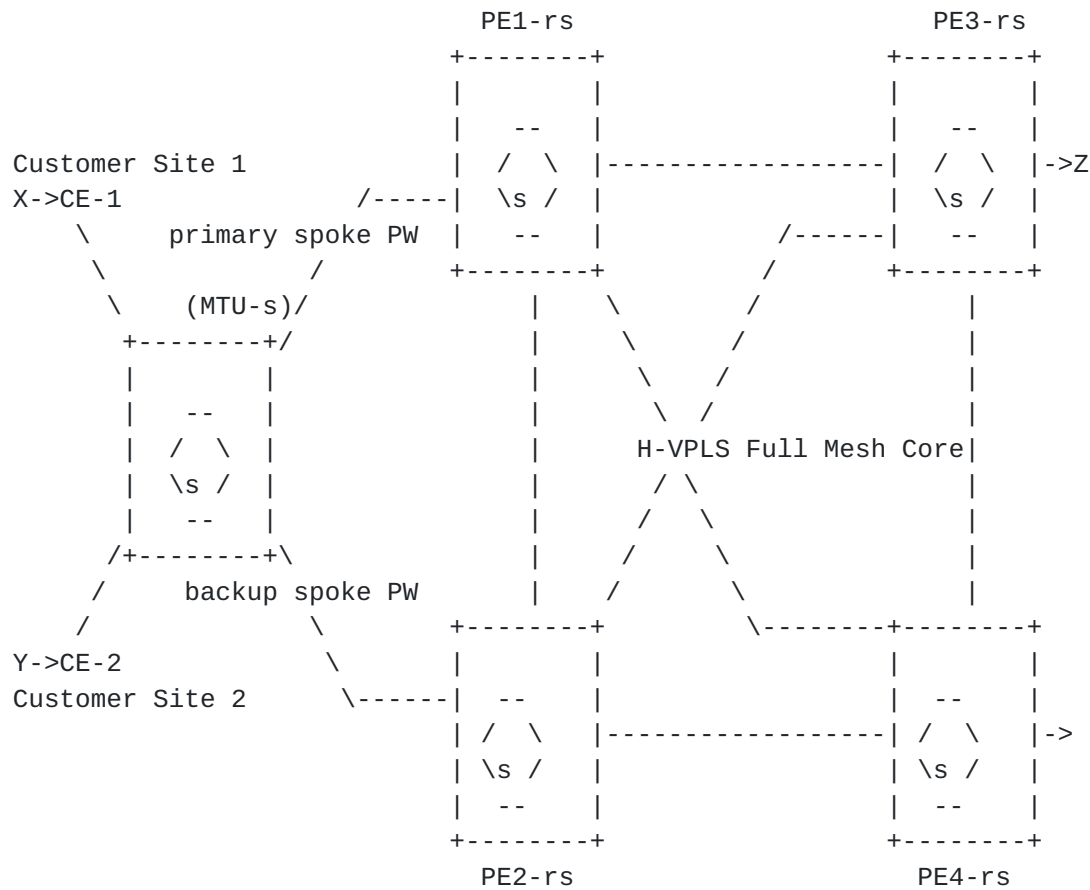 PE1-rs PE3-rs
Customer Site 1
->Z
X->CE-1
\s / \s /
primary spoke PW
(MTU-s)
H-VPLS Full Mesh Core
\s /
backup spoke PW
Y->CE-2
Customer Site 2
->
\s / \s /
PE2-rs PE4-rs